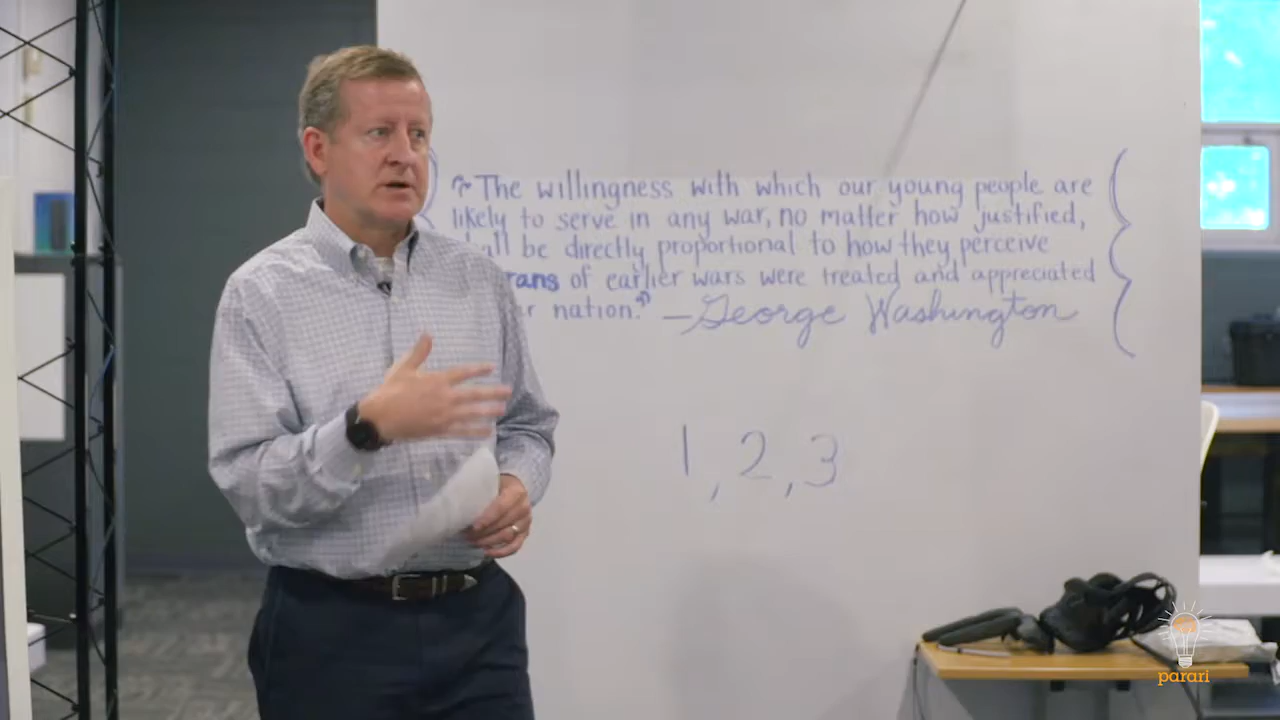 "The willingness with which our young people are
likely to serve in any war, no matter how justified,
be directly proportional to how they perceive
rans of earlier wars were treated and appreciated
r nation." —George Washington
1, 2, 3
parari